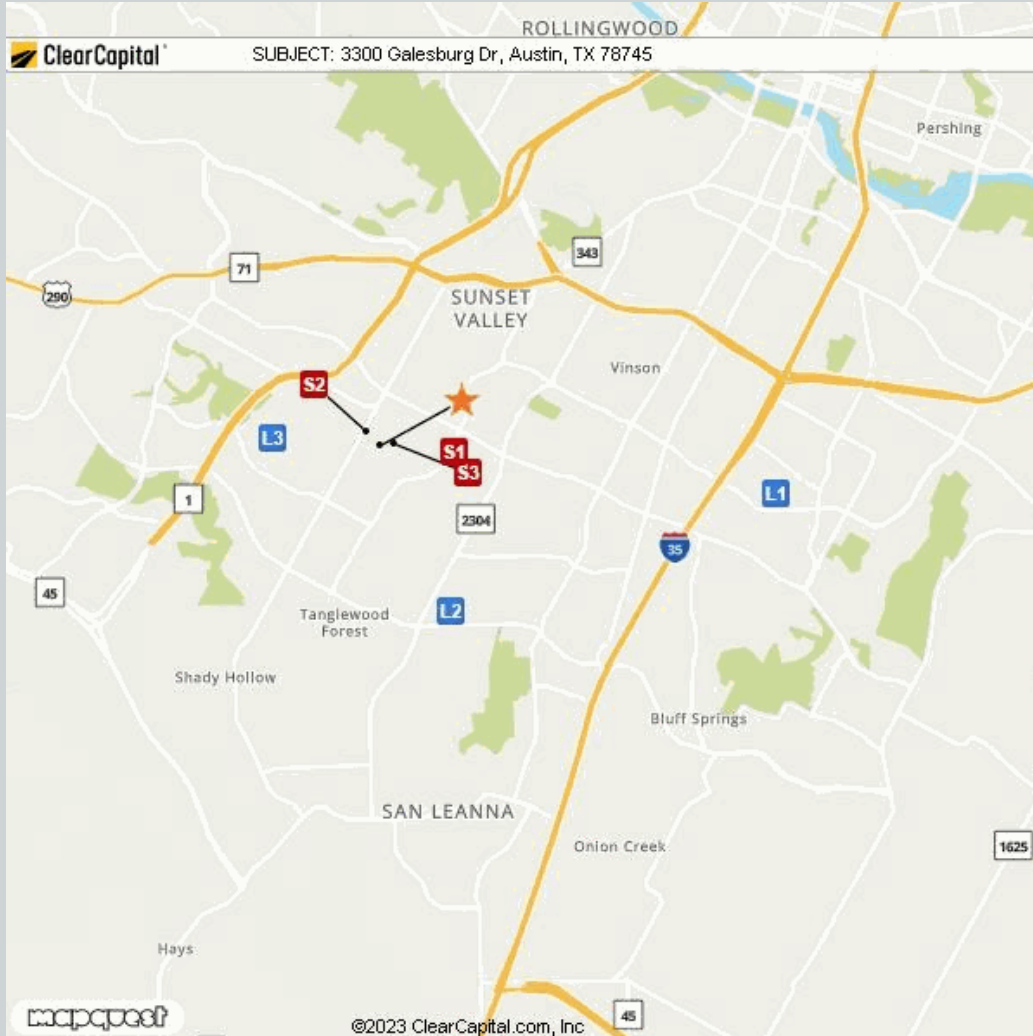 ROLLINGWOOD
ClearCapital
SUBJECT: 3300 Galesburg Dr, Austin, TX 78745
Pershing
343
71
290
SUNSET
VALLEY
Vinson
S2
L3
S1
S3
1
2304
L1
35
45
Tanglewood
Forest
L2
Shady Hollow
Bluff Springs
SAN LEANNA
Onion Creek
1625
Hays
mapquest
©2023 ClearCapital.com, Inc
45